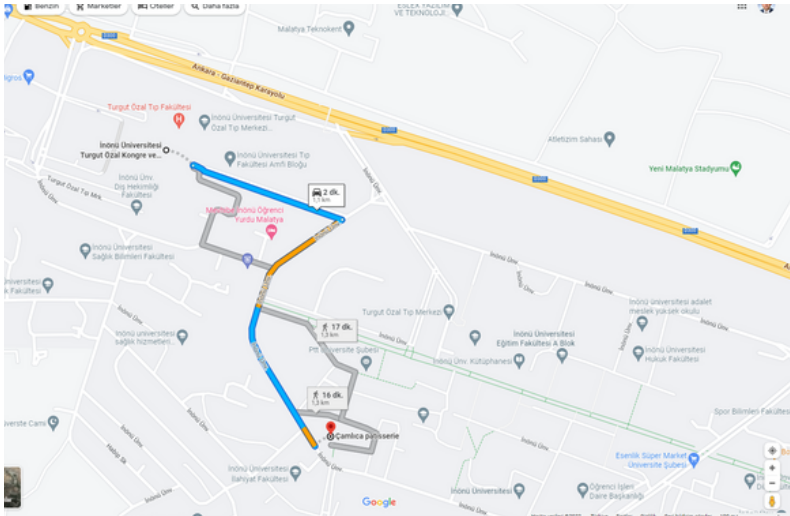 Benzin
Marketler
Oteller
Daha fazla
VE TEKNOLOJİ...
Malatya Teknokent
Ankara - Gaziantep Karayolu
Turgut Özal Tıp Fakültesi
İnönü Üniversitesi Turgut
Özal Tıp Merkezi...
İnönü Üniversitesi
Turgut Özal Kongre ve...
İnönü Üniversitesi Tıp
Fakültesi Amfi Bloğu
Atletizm Sahası
Yeni Malatya Stadyumu
İnönü Ünv.
Diş Hekimliği
Fakültesi
Turgut Özal Tıp Mrk.
2 dk.
1,1 km
İnönü Öğrenci
Yurdu Malatya
İnönü Üniversitesi
Sağlık Bilimleri Fakültesi
İnönü Ünv.
İnönü Ünv.
Turgut Özal Tıp Merkezi
İnönü üniversitesi adalet
meslek yüksek okulu
17 dk.
1,3 km
İnönü üniversitesi
sağlık hizmetleri...
İnönü Üniversitesi
Eğitim Fakültesi A Blok
Ptt Üniversite Şubesi
İnönü Ünv. Kütüphanesi
İnönü Üniversitesi
Hukuk Fakültesi
16 dk.
1,3 km
Çamlıca patisserie
Spor Bilimleri Fakültesi
Esenlik Süper Market
Üniversite Şubesi
İnönü Üniversitesi
İlahiyat Fakültesi
İnönü Üniversitesi
Öğrenci İşleri
Daire Başkanlığı
Google